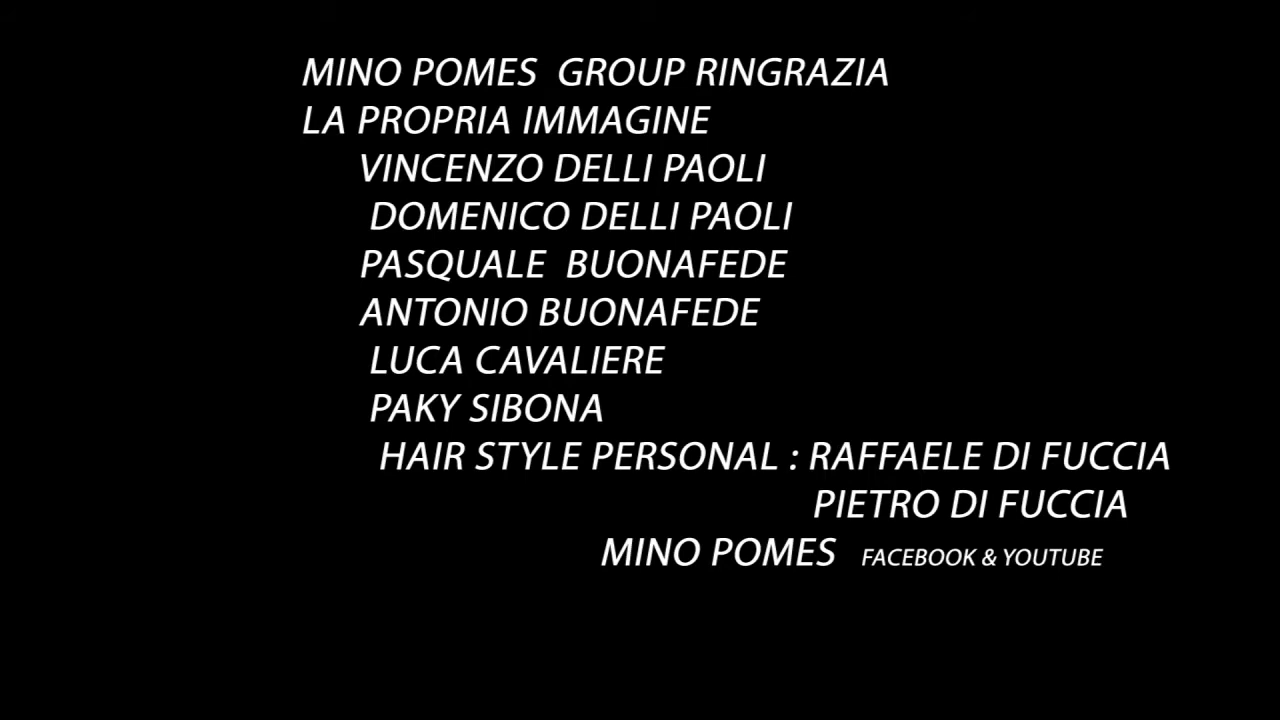 MINO POMES GROUP RINGRAZIA
LA PROPRIA IMMAGINE
VINCENZO DELLI PAOLI
DOMENICO DELLI PAOLI
PASQUALE BUONAFEDE
ANTONIO BUONAFEDE
LUCA CAVALIERE
PAKY SIBONA
HAIR STYLE PERSONAL : RAFFAELE DI FUCCIA
PIETRO DI FUCCIA
MINO POMES FACEBOOK & YOUTUBE